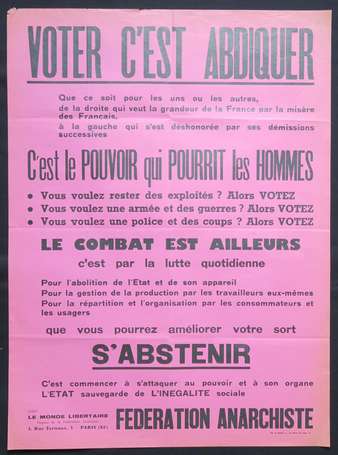 VOTER C'EST ABDIQUER
Que ce soit pour les uns ou les autres,
de la droite qui veut la grandeur de la France par la misère
des Français,
à la gauche qui s'est déshonorée par ses démissions
successives
C'est le POUVOIR qui POURRIT les HOMMES
• Vous voulez rester des exploités ? Alors VOTEZ
• Vous voulez une armée et des guerres ? Alors VOTEZ
• Vous voulez une police et des coups ? Alors VOTEZ
LE COMBAT EST AILLEURS
c'est par la lutte quotidienne
Pour l'abolition de l'Etat et de son appareil
Pour la gestion de la production par les travailleurs eux-mêmes
Pour la répartition et l'organisation par les consommateurs et
les usagers
que vous pourrez améliorer votre sort
S'ABSTENIR
C'est commencer à s'attaquer au pouvoir et à son organe
L'ETAT sauvegarde de L'INEGALITE sociale
LE MONDE LIBERTAIRE
3, Rue Ternaux, 3 - PARIS (XIe)
FEDERATION ANARCHISTE